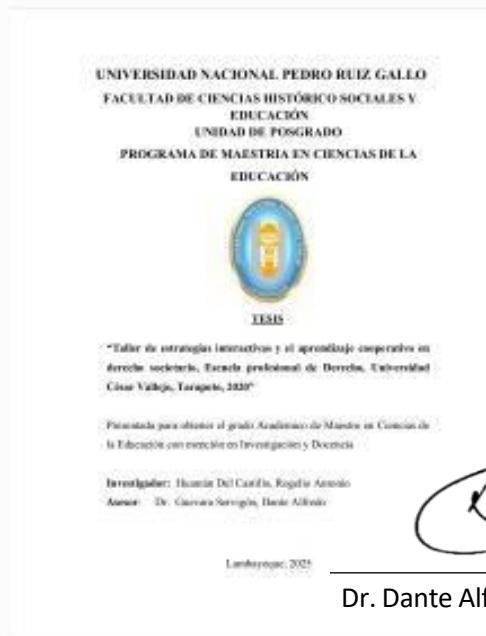 UNIVERSIDAD NACIONAL PEDRO RUIZ GALLO
FACULTAD DE CIENCIAS HISTÓRICO SOCIALES Y
EDUCACIÓN
UNIDAD DE POSGRADO
PROGRAMA DE MAESTRIA EN CIENCIAS DE LA
EDUCACIÓN
TESIS
"Taller de estrategias interactivas y el aprendizaje cooperativo en
derecho societario, Escuela profesional de Derecho, Universidad
César Vallejo, Tarapoto, 2020"
Presentada para obtener el grado Académico de Maestro en Ciencias de
la Educación con mención en Investigación y Docencia
Investigador: Huamán Del Castillo, Rogelio Antonio
Asesor: Dr. Guevara Servigón, Dante Alfredo
Lambayeque, 2025
Dr. Dante Alf